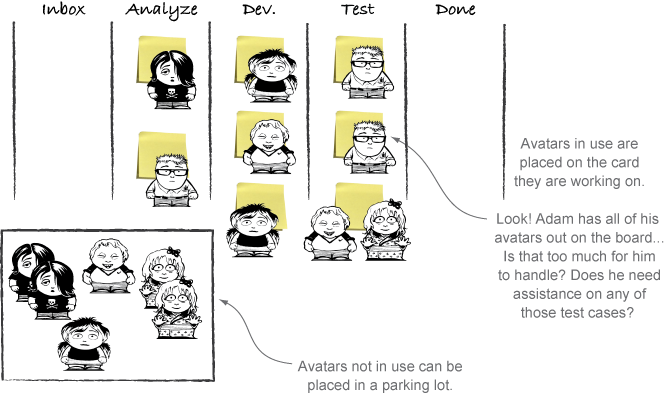 Inbox Analyze Dev. Test Done
Avatars in use are
placed on the card
they are working on.
Look! Adam has all of his
avatars out on the board...
Is that too much for him
to handle? Does he need
assistance on any of
those test cases?
Avatars not in use can be
placed in a parking lot.